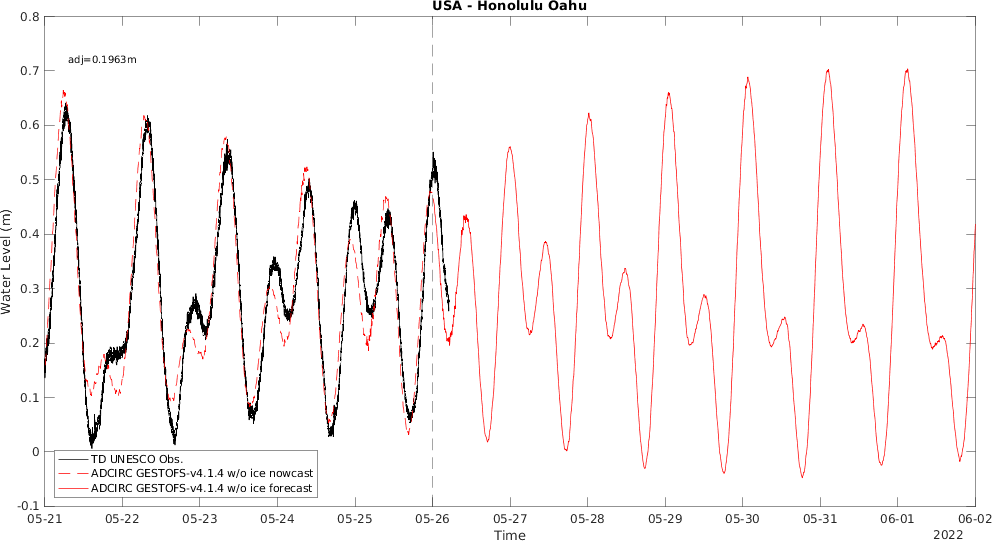 USA - Honolulu Oahu
0.8
0.7
0.6
0.5
0.4
0.3
0.2
0.1
0
-0.1
Water Level (m)
adj=0.1963m
TD UNESCO Obs.
ADCIRC GESTOFS-v4.1.4 w/o ice nowcast
ADCIRC GESTOFS-v4.1.4 w/o ice forecast
05-21 05-22 05-23 05-24 05-25 05-26 05-27 05-28 05-29 05-30 05-31 06-01 06-02
Time
2022